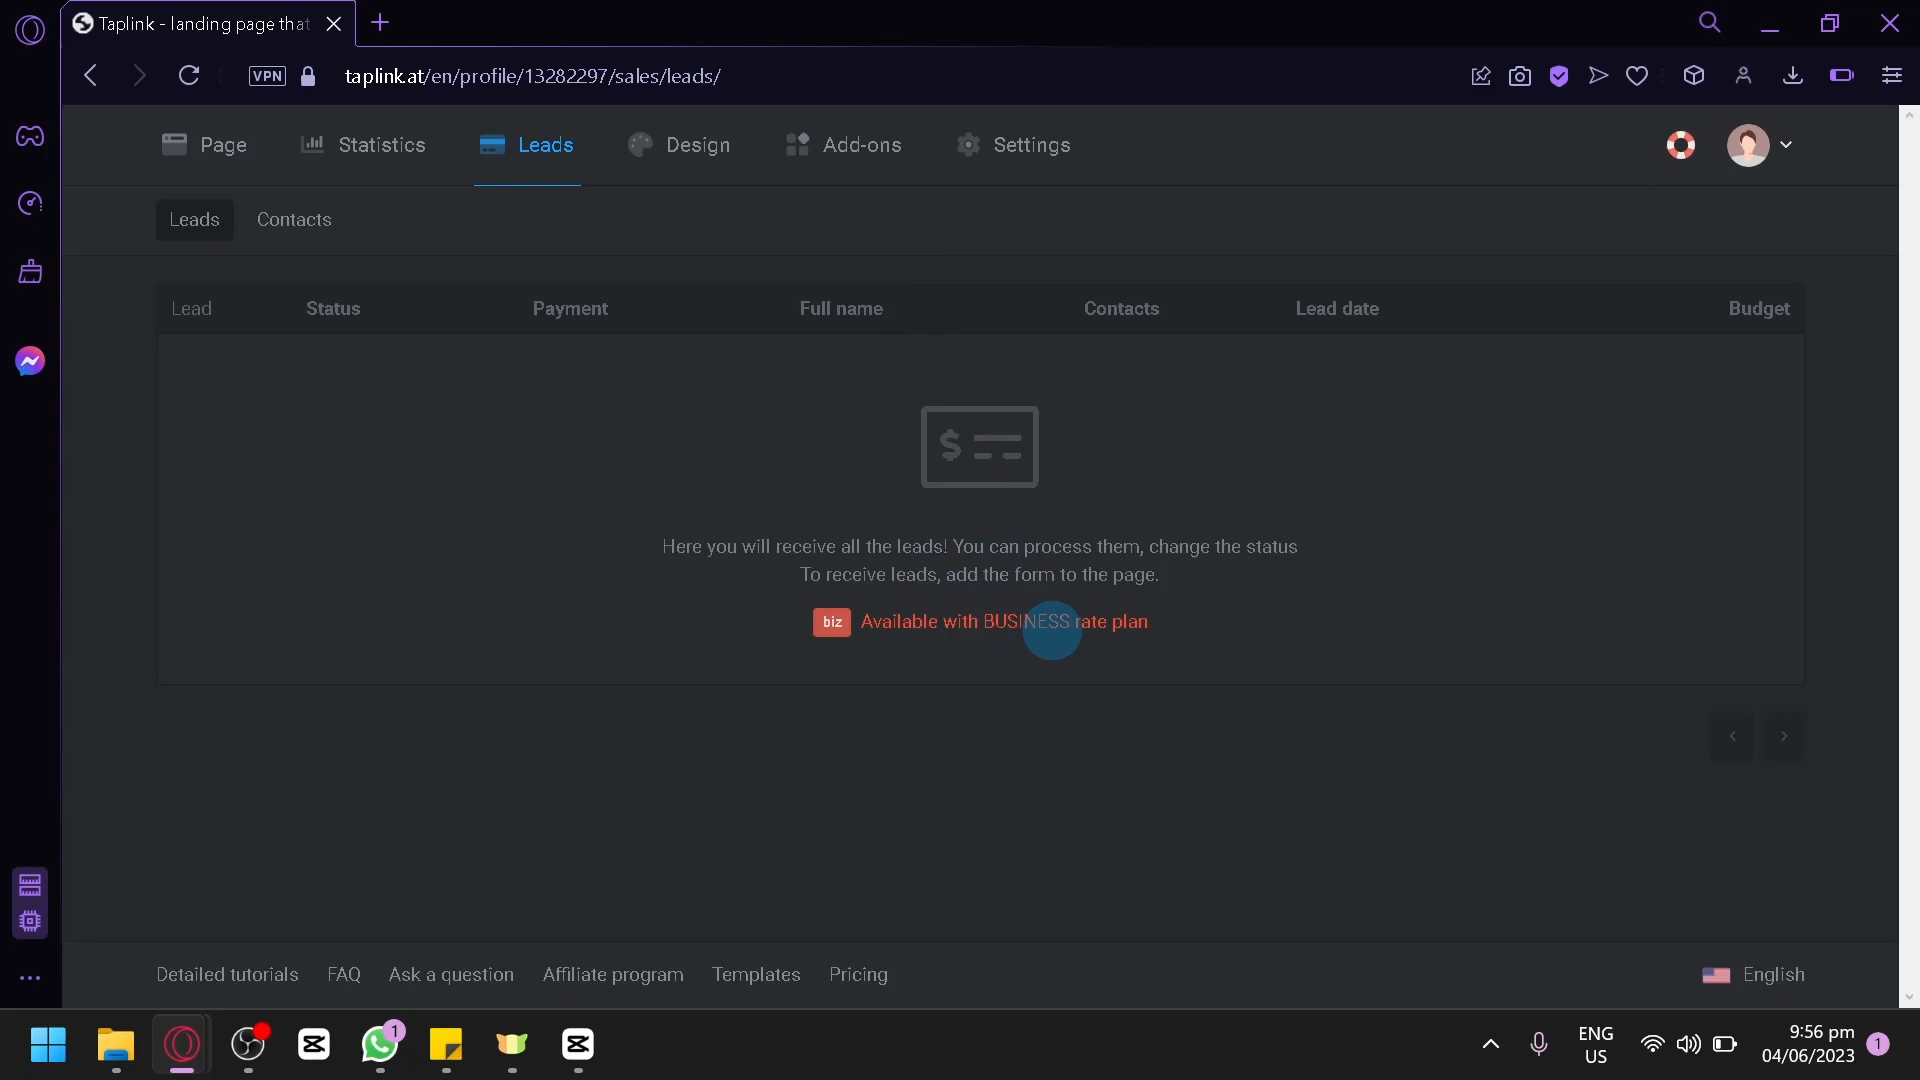 Taplink - landing page that
VPN taplink.at/en/profile/13282297/sales/leads/
Page Statistics Leads Design Add-ons Settings
Leads Contacts
Lead Status Payment Full name Contacts Lead date Budget
$
Here you will receive all the leads! You can process them, change the status
To receive leads, add the form to the page.
biz Available with BUSINESS rate plan
Detailed tutorials FAQ Ask a question Affiliate program Templates Pricing English
1
ENG
US
9:56 pm
04/06/2023
1